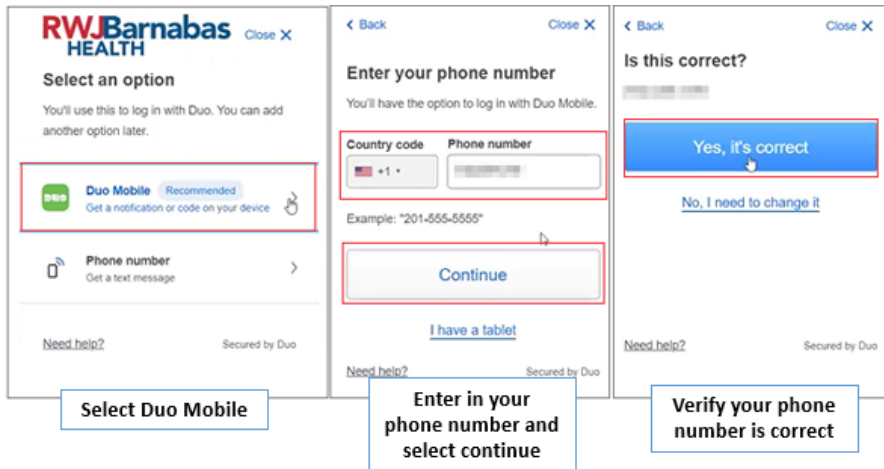 RWJBarnabas
HEALTH
Close X
Select an option
You'll use this to log in with Duo. You can add
another option later.
DUO
Duo Mobile Recommended
Get a notification or code on your device
Phone number
Get a text message
Need help? Secured by Duo
Select Duo Mobile
Back Close X
Enter your phone number
You'll have the option to log in with Duo Mobile.
Country code Phone number
+1
Example: "201-555-5555"
Continue
I have a tablet
Need help? Secured by Duo
Enter in your
phone number and
select continue
Back Close X
Is this correct?
Yes, it's correct
No, I need to change it
Need help? Secured by Duo
Verify your phone
number is correct